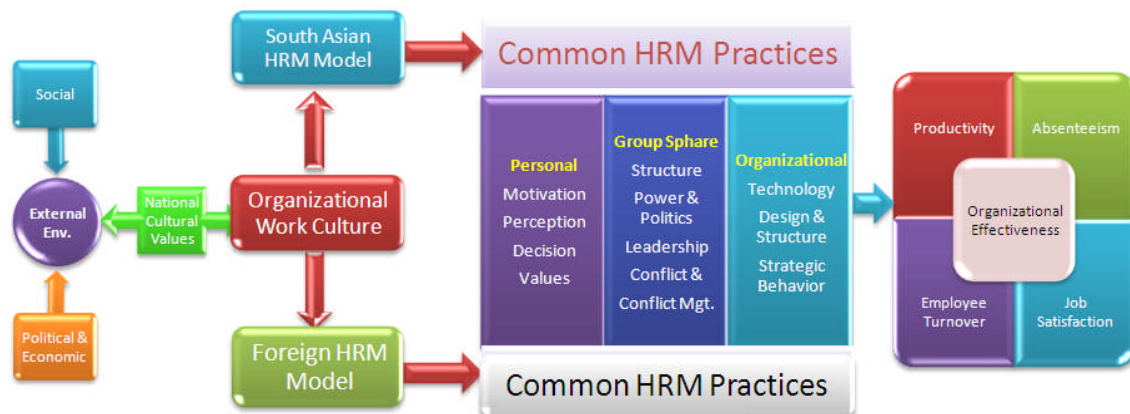 Social
External
Env.
Political &
Economic
National
Cultural
Values
South Asian
HRM Model
Organizational
Work Culture
Foreign HRM
Model
Common HRM Practices
Personal
Motivation
Perception
Decision
Values
Group Sphare
Structure
Power &
Politics
Leadership
Conflict &
Conflict Mgt.
Organizational
Technology
Design &
Structure
Strategic
Behavior
Common HRM Practices
Productivity
Absenteeism
Organizational
Effectiveness
Employee
Turnover
Job
Satisfaction